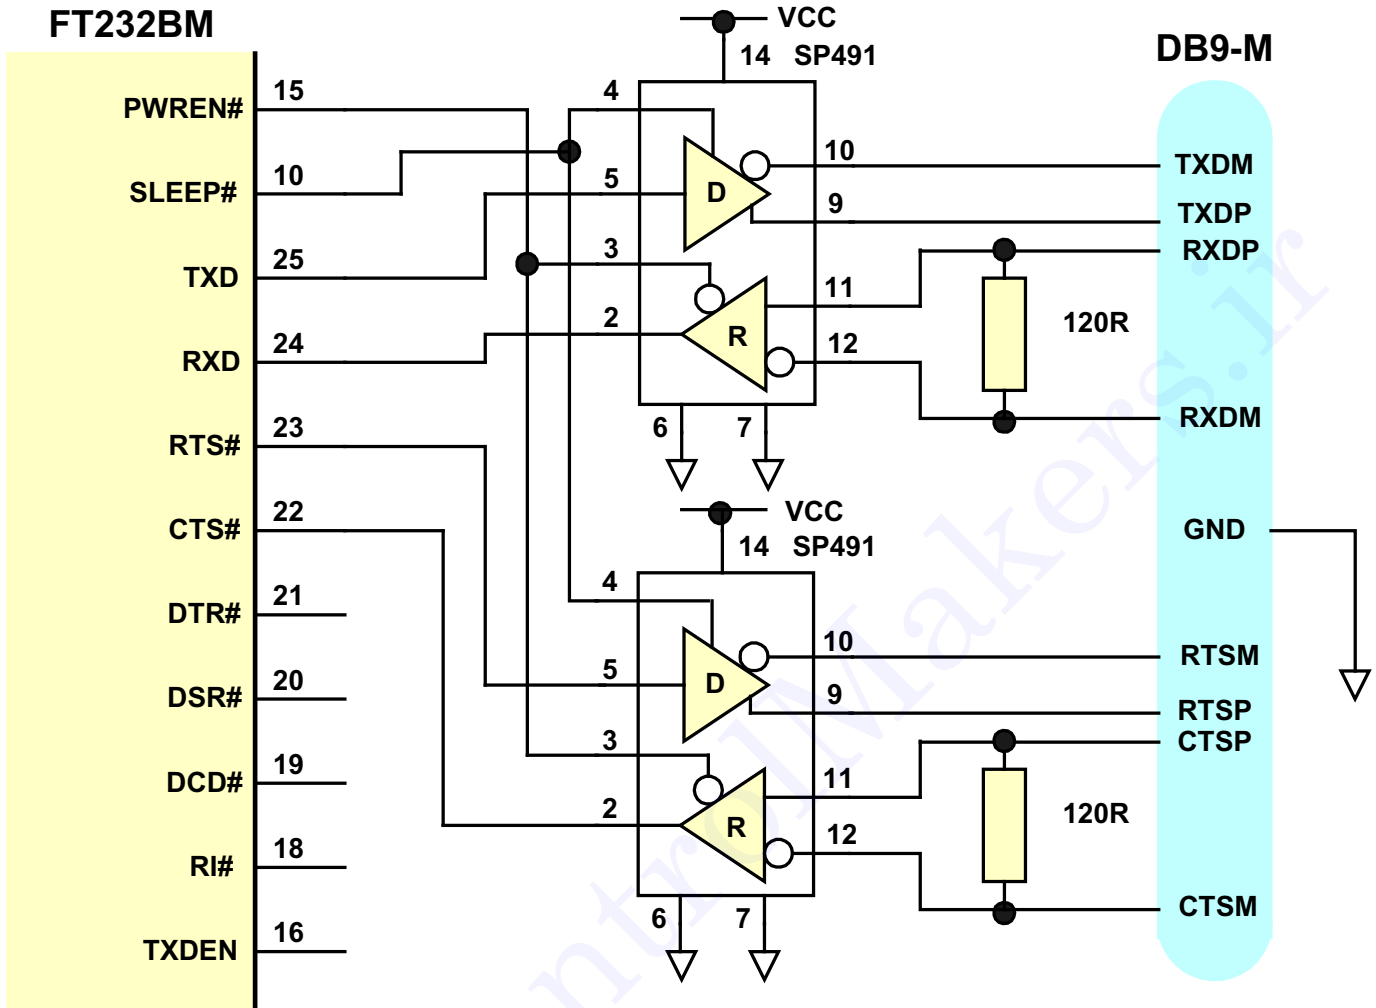 FT232BM
PWREN# 15
SLEEP# 10
TXD 25
RXD 24
RTS# 23
CTS# 22
DTR# 21
DSR# 20
DCD# 19
RI# 18
TXDEN 16
VCC
14 SP491
4
5
3
2
D
R
10
9
11
12
6 7
VCC
14 SP491
4
5
3
2
D
R
10
9
11
12
6 7
120R
120R
DB9-M
TXDM
TXDP
RXDP
RXDM
GND
RTSM
RTSP
CTSP
CTSM
ntrolMakers.ir